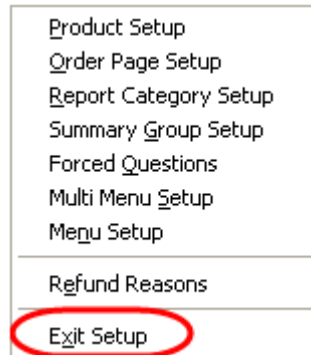 Product Setup
Order Page Setup
Report Category Setup
Summary Group Setup
Forced Questions
Multi Menu Setup
Menu Setup
Refund Reasons
Exit Setup